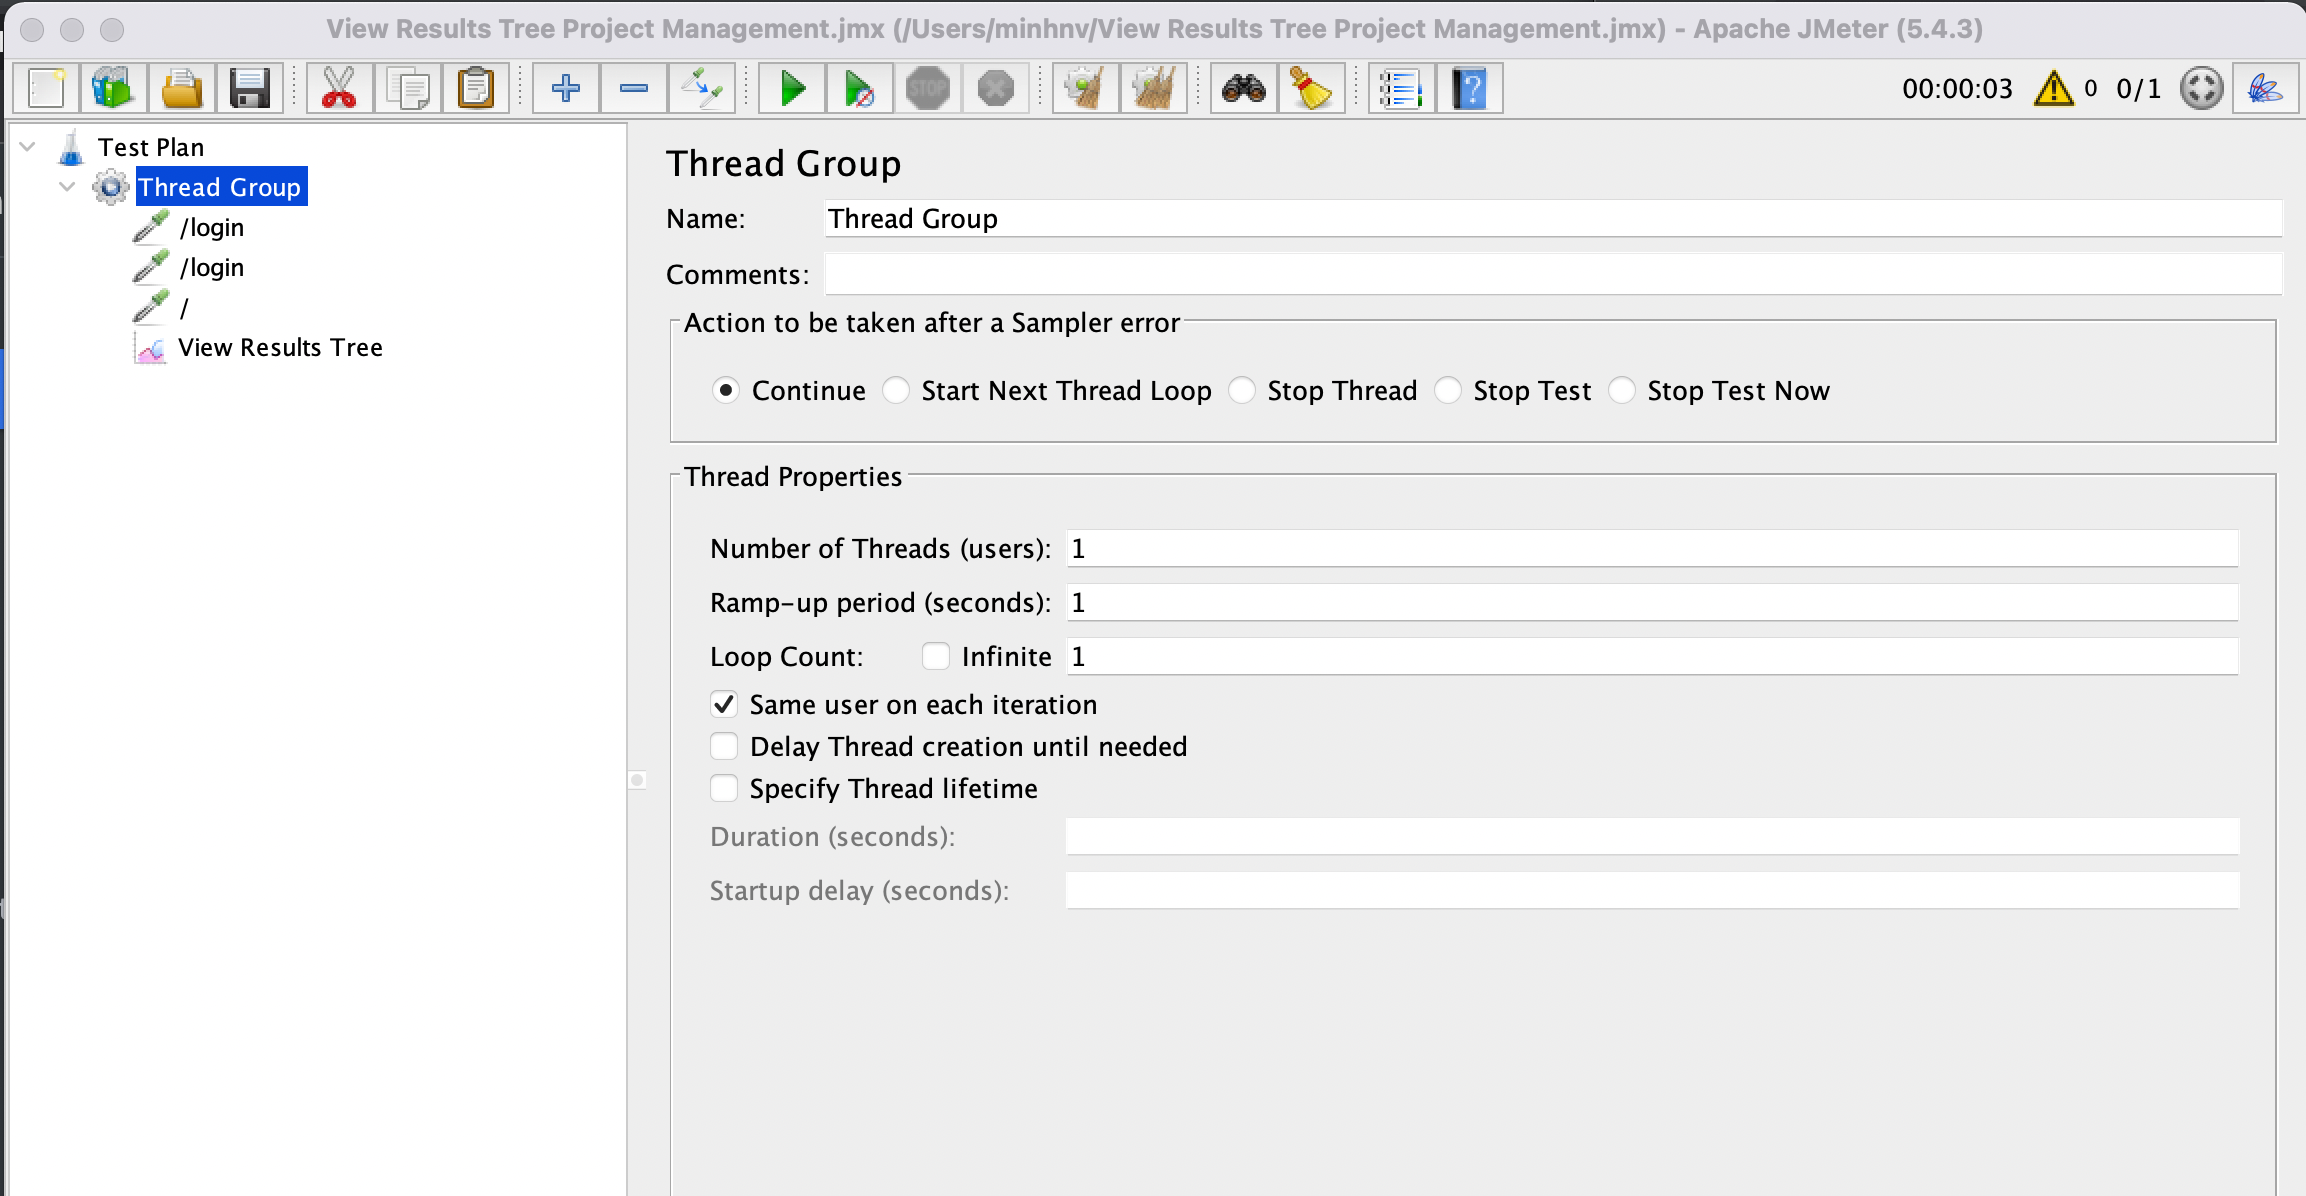 View Results Tree Project Management.jmx (/Users/minhnv/View Results Tree Project Management.jmx) - Apache JMeter (5.4.3)
STOP
00:00:03 0 0/1
Test Plan
Thread Group
/login
/login
/
View Results Tree
Thread Group
Name: Thread Group
Comments:
Action to be taken after a Sampler error
Continue Start Next Thread Loop Stop Thread Stop Test Stop Test Now
Thread Properties
Number of Threads (users): 1
Ramp-up period (seconds): 1
Loop Count: Infinite 1
Same user on each iteration
Delay Thread creation until needed
Specify Thread lifetime
Duration (seconds):
Startup delay (seconds):